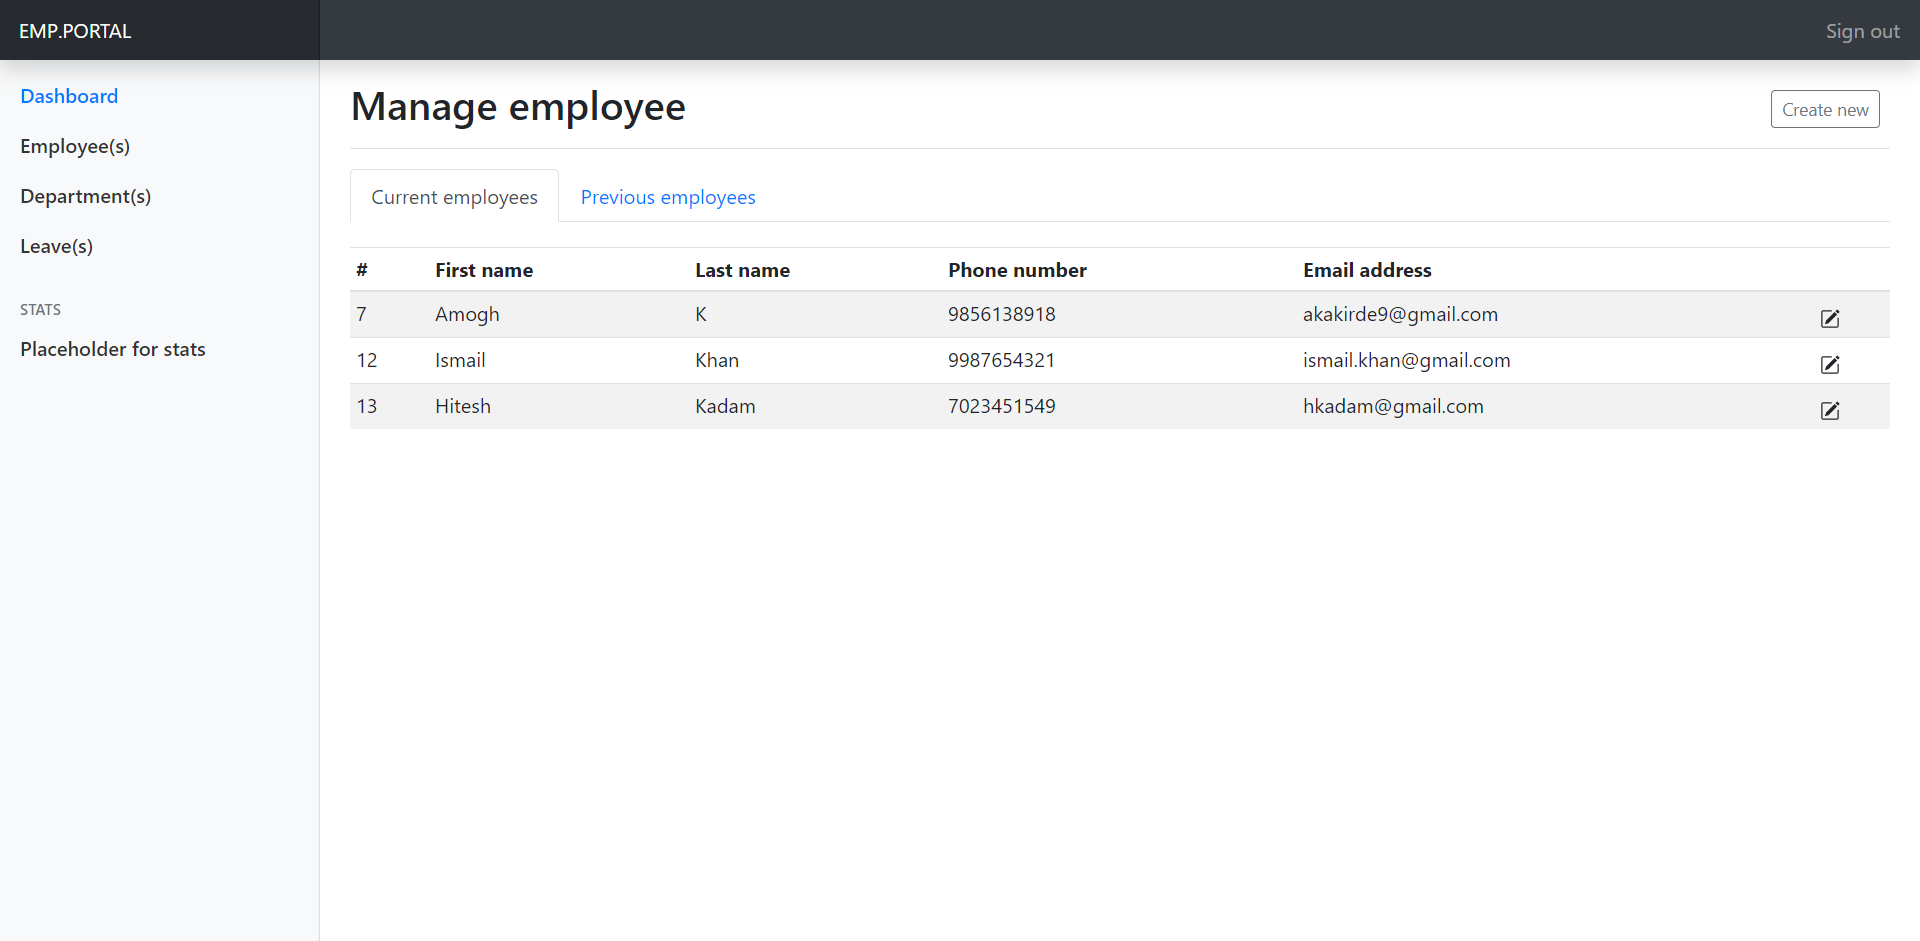 EMP.PORTAL
Sign out
Dashboard
Employee(s)
Department(s)
Leave(s)
STATS
Placeholder for stats
Manage employee
Create new
Current employees Previous employees
# First name Last name Phone number Email address
7 Amogh K 9856138918 akakirde9@gmail.com
12 Ismail Khan 9987654321 ismail.khan@gmail.com
13 Hitesh Kadam 7023451549 hkadam@gmail.com